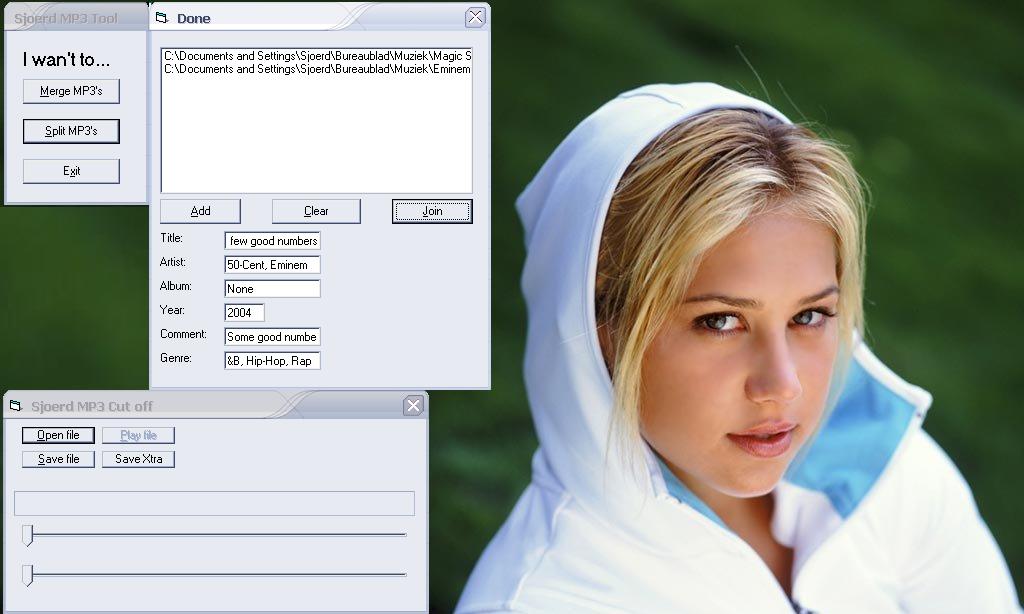 Sjoerd MP3 Tool
I wan't to...
Merge MP3's
Split MP3's
Exit
Done
C:\Documents and Settings\Sjoerd\Bureaublad\Muziek\Magic S
C:\Documents and Settings\Sjoerd\Bureaublad\Muziek\Eminem
Add Clear Join
Title: few good numbers
Artist: 50-Cent, Eminem
Album: None
Year: 2004
Comment: Some good numbe
Genre: &B, Hip-Hop, Rap
Sjoerd MP3 Cut off
Open file Play file
Save file Save Xtra